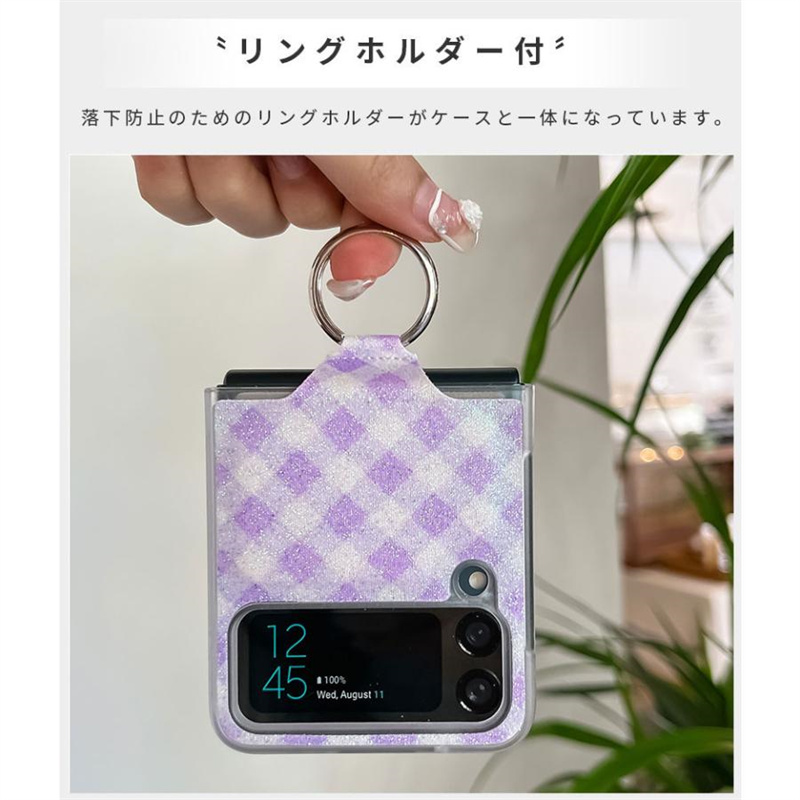 〝リングホルダー付〞
落下防止のためのリングホルダーがケースと一体になっています。
12
45
100%
Wed, August 11